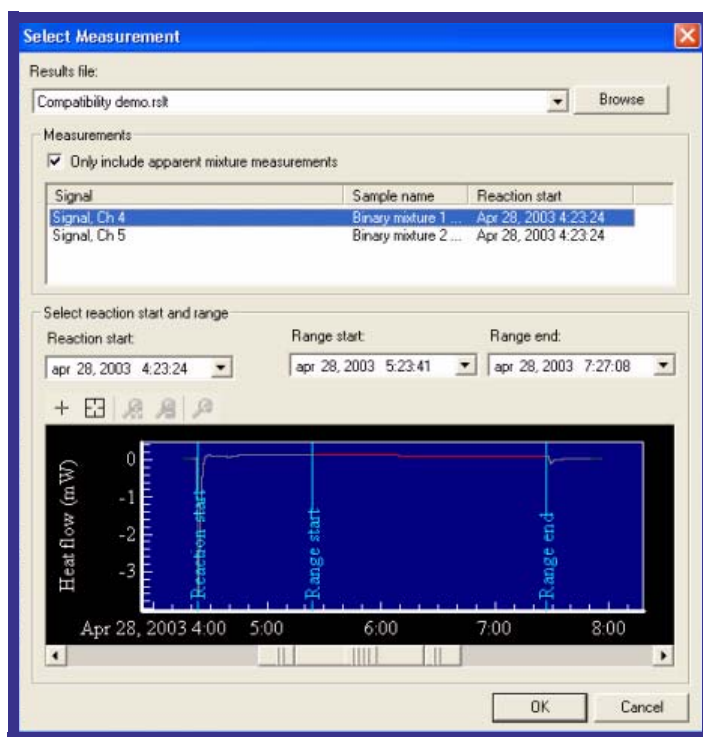 Select Measurement
Results file:
Compatibility demo.rslt
Browse
Measurements
Only include apparent mixture measurements
Signal Sample name Reaction start
Signal, Ch 4 Binary mixture 1 ... Apr 28, 2003 4:23:24
Signal, Ch 5 Binary mixture 2 ... Apr 28, 2003 4:23:24
Select reaction start and range
Reaction start: Range start: Range end:
apr 28, 2003 4:23:24 apr 28, 2003 5:23:41 apr 28, 2003 7:27:08
Heat flow (mW)
0
-1
-2
-3
Reaction start
Range start
Range end
Apr 28, 2003 4:00 5:00 6:00 7:00 8:00
OK Cancel